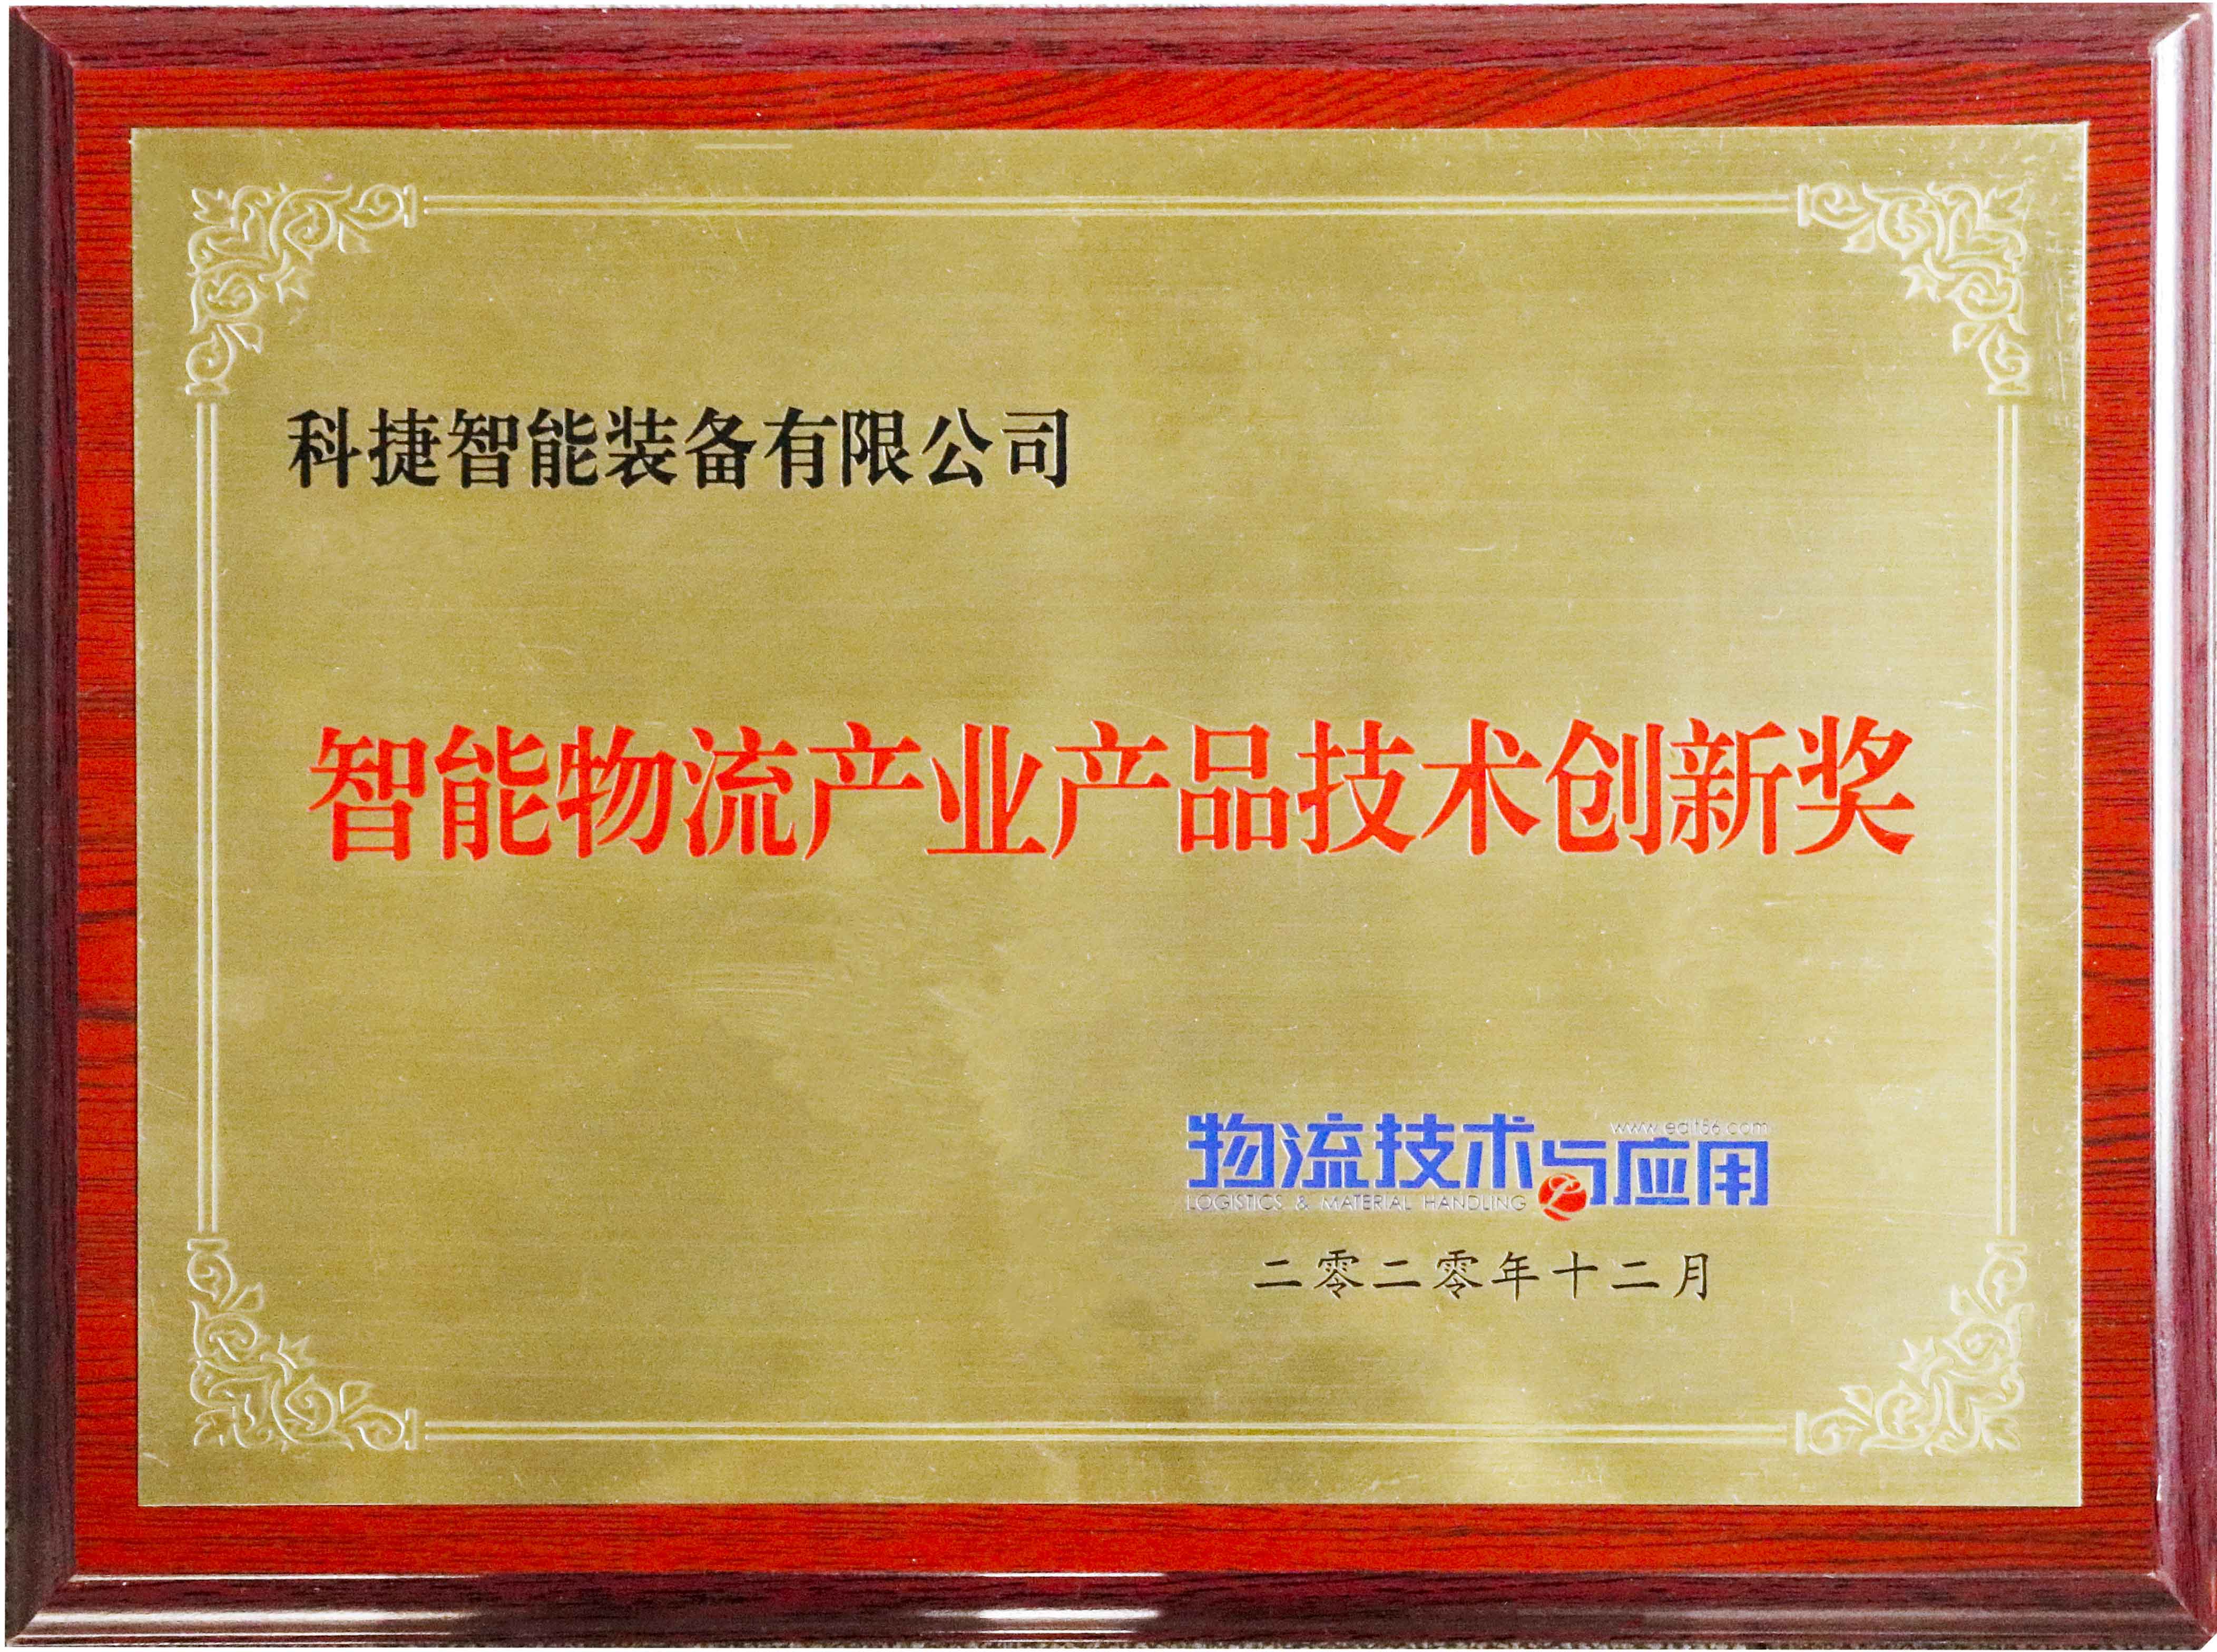 科捷智能装备有限公司
智能物流产业产品技术创新奖
www.edit56.com
物流技术与应用
LOGISTICS & MATERIAL HANDLING
二零二零年十二月